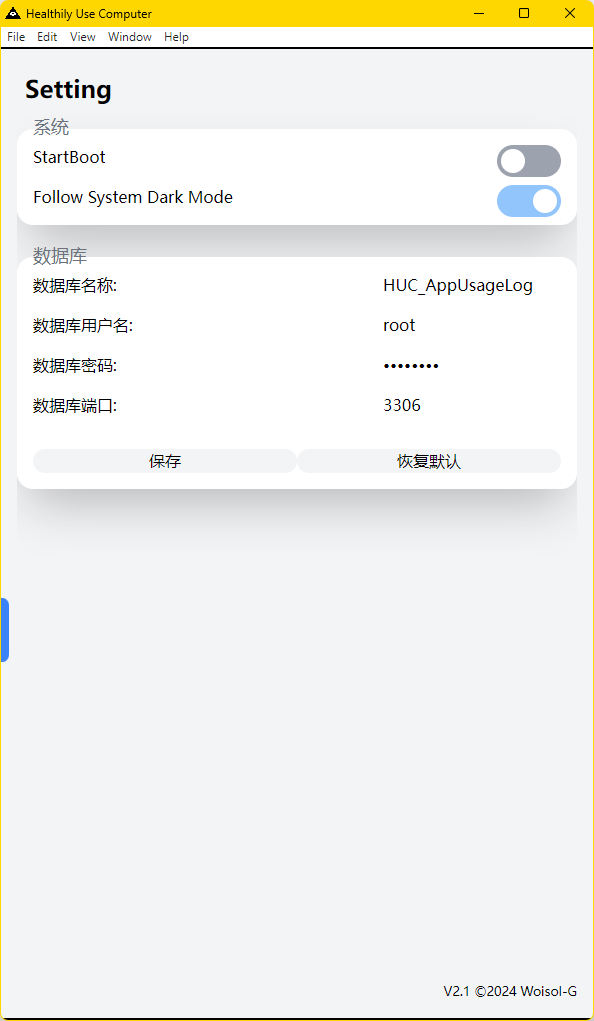 Healthily Use Computer
File Edit View Window Help
Setting
系统
StartBoot
Follow System Dark Mode
数据库
数据库名称: HUC_AppUsageLog
数据库用户名: root
数据库密码: ••••••••
数据库端口: 3306
保存 恢复默认
V2.1 ©2024 Woisol-G